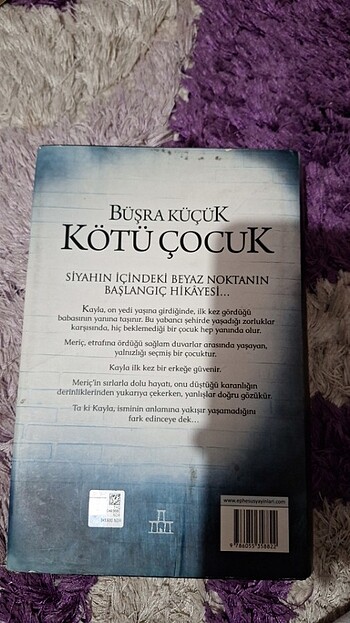 BÜŞRA KÜÇÜK
KÖTÜ ÇOCUK
SİYAHIN İÇİNDEKİ BEYAZ NOKTANIN
BAŞLANGIÇ HİKÂYESİ...
Kayla, on yedi yaşına girdiğinde, ilk kez gördüğü
babasının yanına taşınır. Bu yabancı şehirde yaşadığı zorluklar
karşısında, hiç beklemediği bir çocuk hep yanında olur.
Meriç, etrafına ördüğü sağlam duvarlar arasında yaşayan,
yalnızlığı seçmiş bir çocuktur.
Kayla ilk kez bir erkeğe güvenir.
Meriç'in sırlarla dolu hayatı, onu düştüğü karanlığın
derinliklerinden yukarıya çekerken, yanlışlar doğru gözükür.
Ta ki Kayla, isminin anlamına yakışır yaşamadığını
fark edinceye dek...
www.ephesusyayinlari.com
9 786055 358822